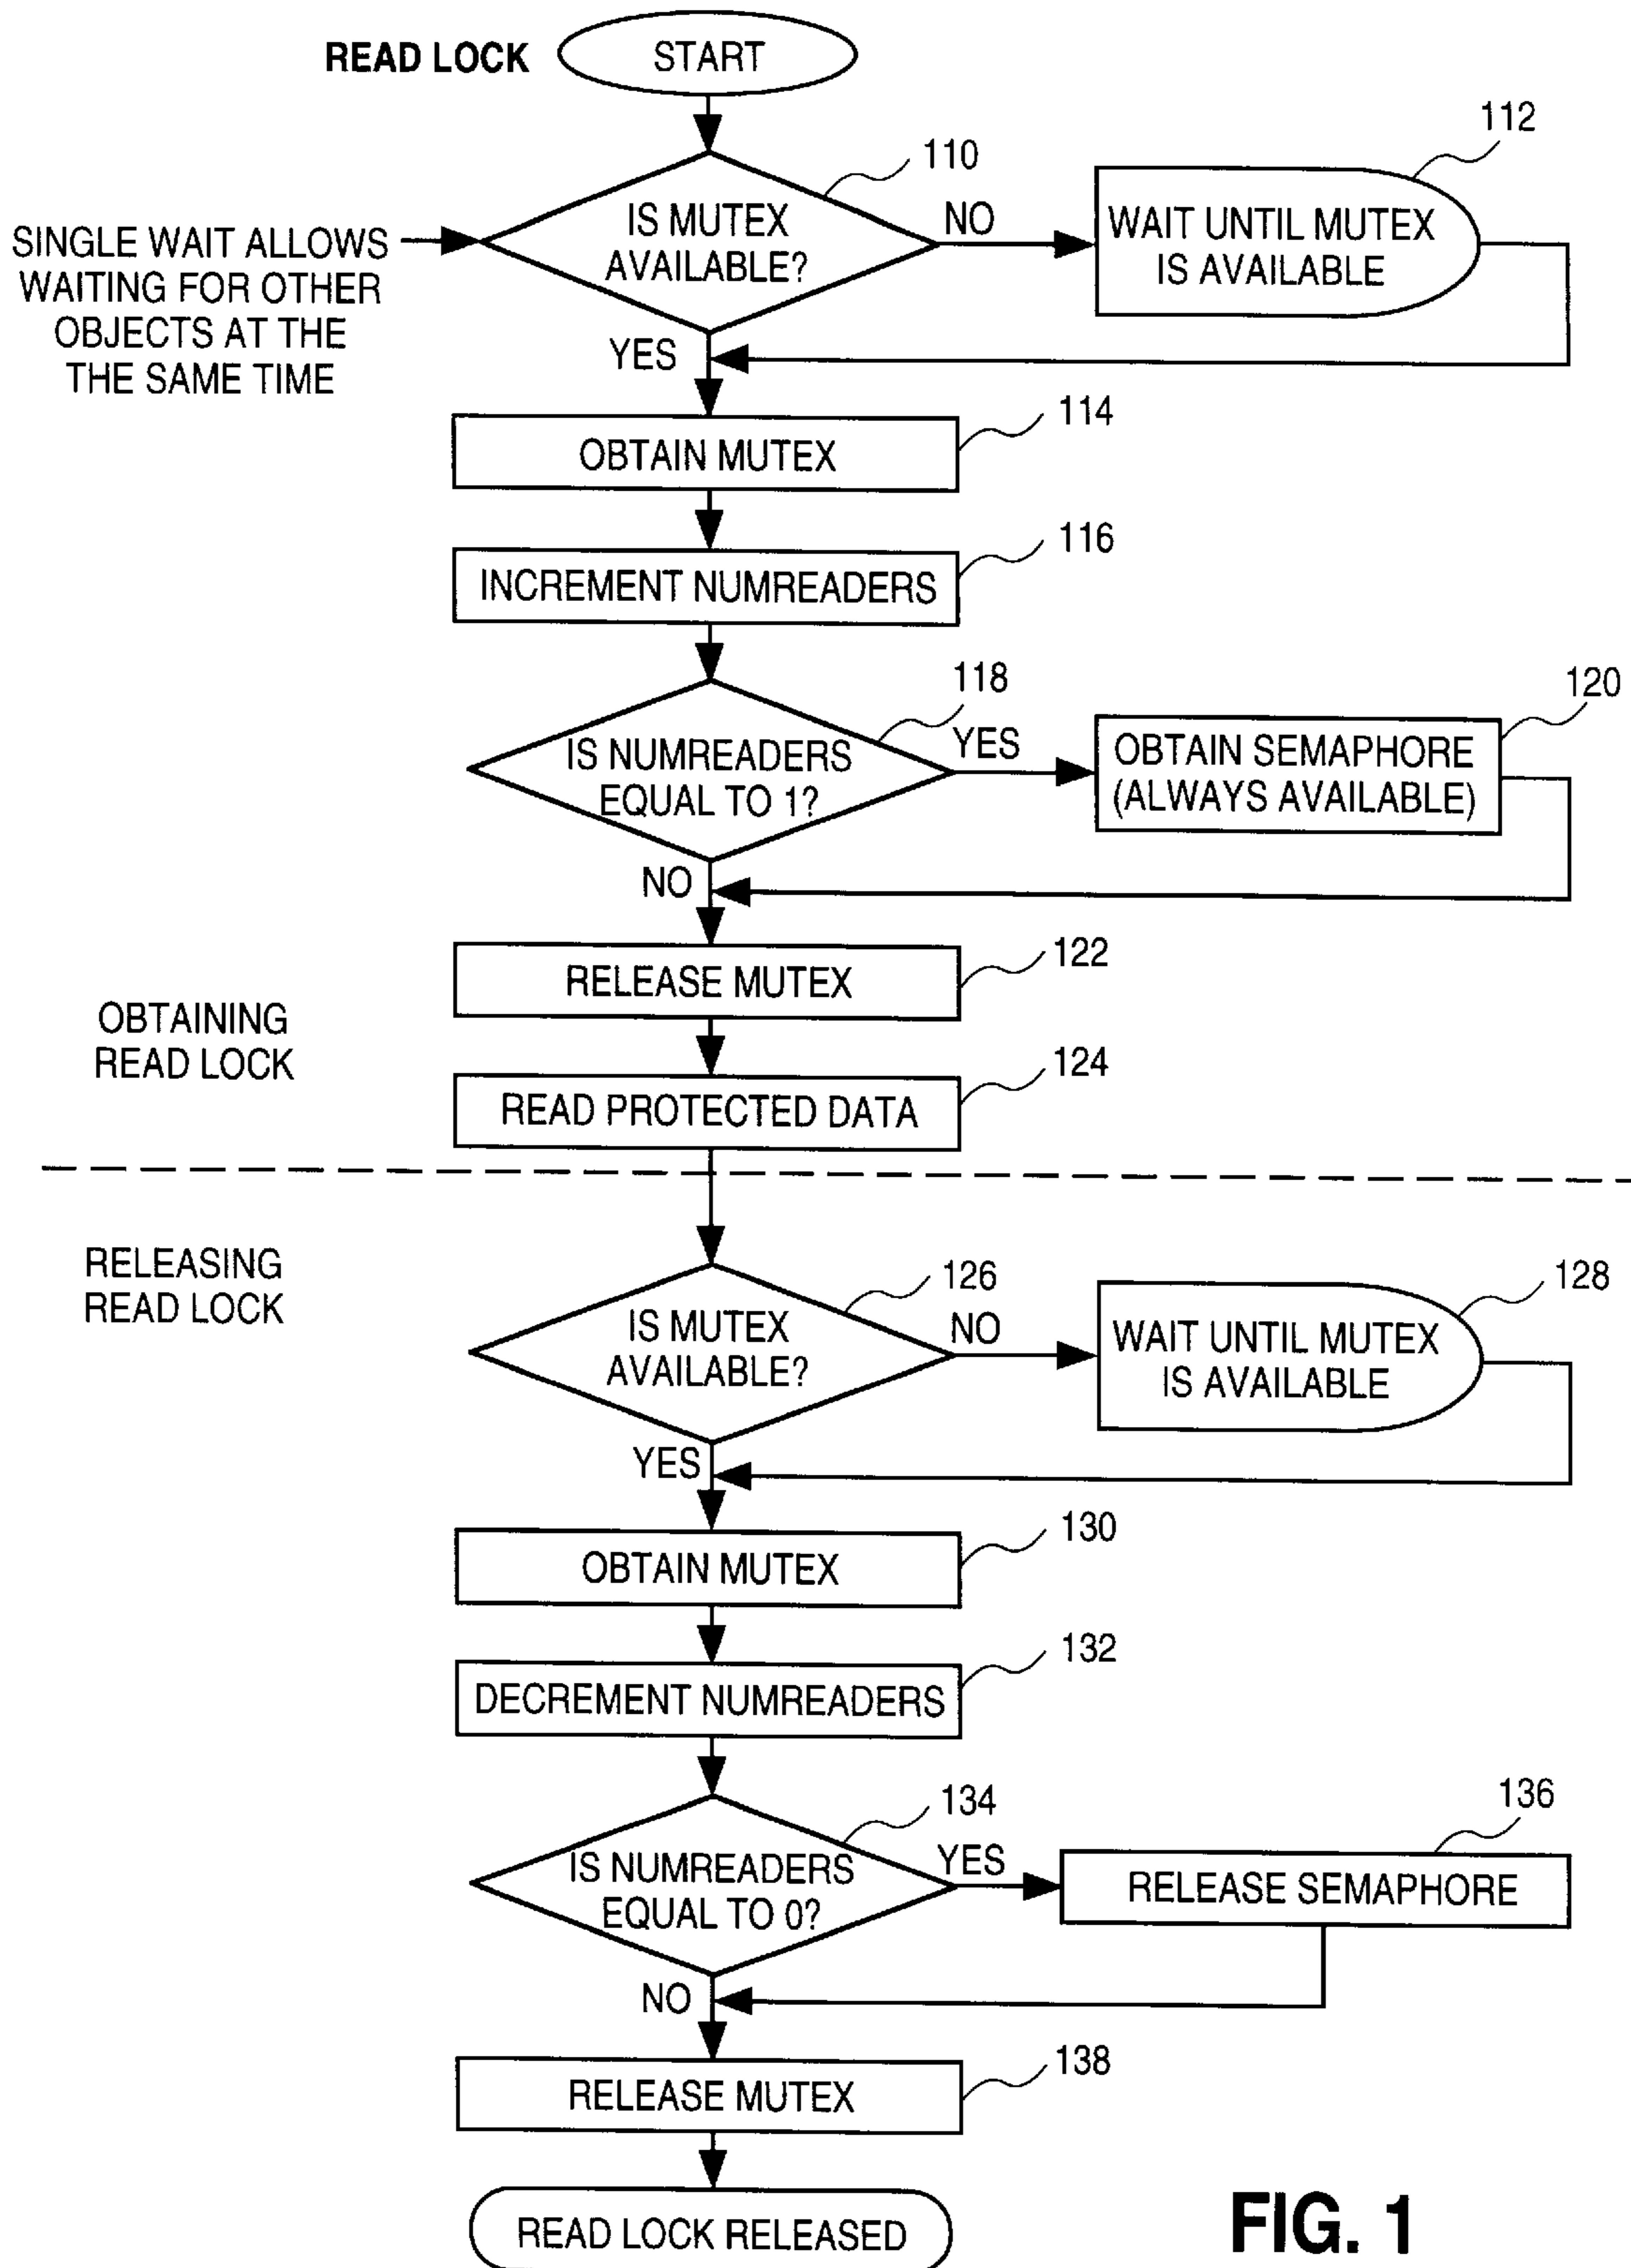 READ LOCK
START
110
112
IS MUTEX
AVAILABLE?
NO
WAIT UNTIL MUTEX
IS AVAILABLE
SINGLE WAIT ALLOWS
WAITING FOR OTHER
OBJECTS AT THE
THE SAME TIME
YES
114
OBTAIN MUTEX
116
INCREMENT NUMREADERS
118
120
IS NUMREADERS
EQUAL TO 1?
YES
OBTAIN SEMAPHORE
(ALWAYS AVAILABLE)
NO
122
RELEASE MUTEX
OBTAINING
READ LOCK
124
READ PROTECTED DATA
RELEASING
READ LOCK
126
128
IS MUTEX
AVAILABLE?
NO
WAIT UNTIL MUTEX
IS AVAILABLE
YES
130
OBTAIN MUTEX
132
DECREMENT NUMREADERS
134
136
IS NUMREADERS
EQUAL TO 0?
YES
RELEASE SEMAPHORE
NO
138
RELEASE MUTEX
READ LOCK RELEASED
FIG. 1